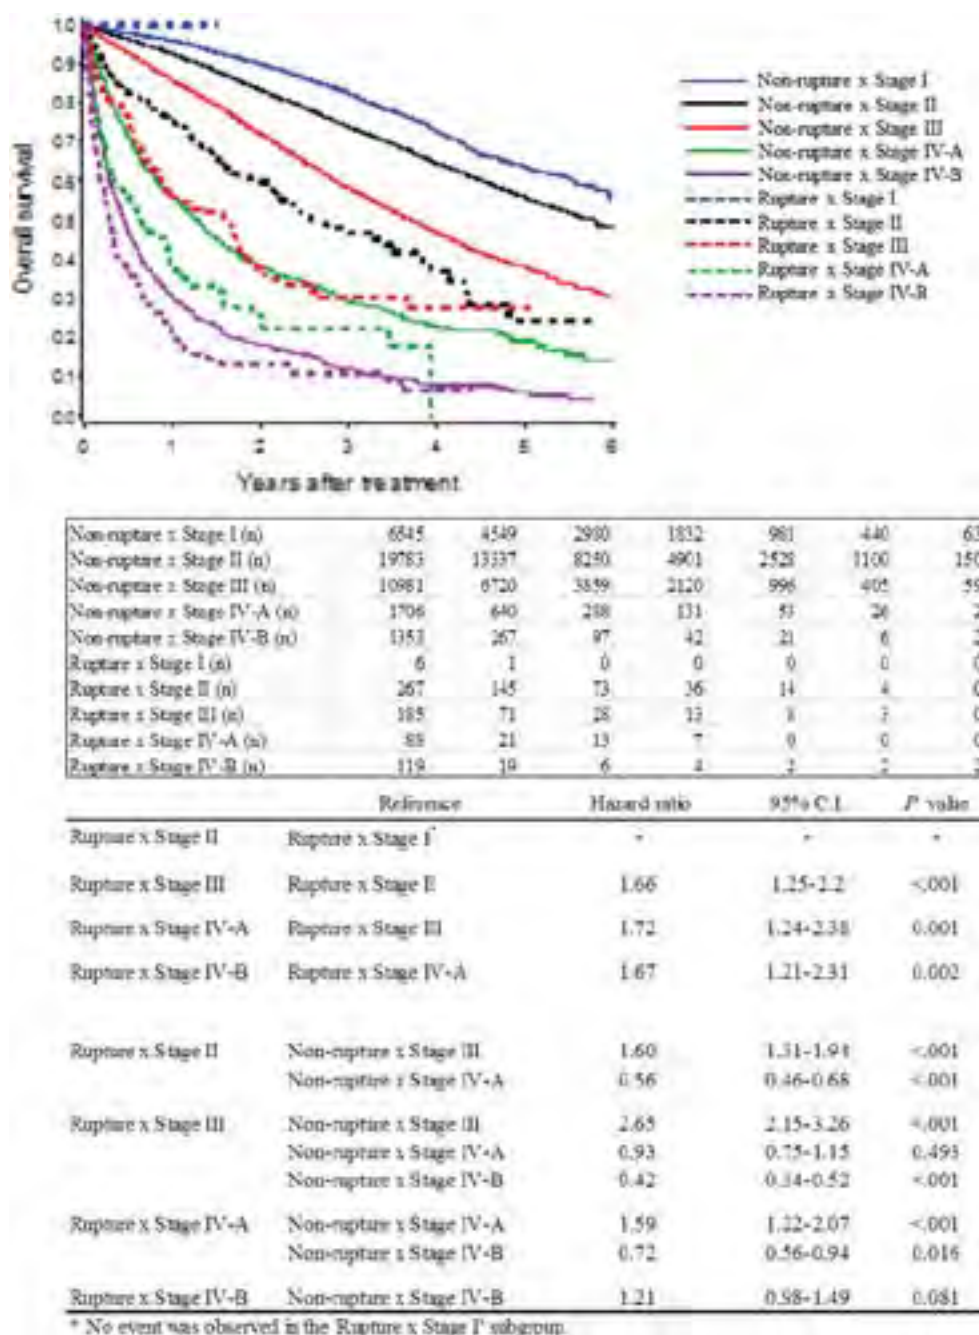 1.0
0.9
0.8
0.7
0.6
0.5
0.4
0.3
0.2
0.1
0.0
Overall survival
0 1 2 3 4 5 6
Years after treatment
Non-rupture x Stage I
Non-rupture x Stage II
Non-rupture x Stage III
Non-rupture x Stage IV-A
Non-rupture x Stage IV-B
Rupture x Stage I
Rupture x Stage II
Rupture x Stage III
Rupture x Stage IV-A
Rupture x Stage IV-B
Non-rupture x Stage I (n) 6545 4549 2980 1832 981 440 63
Non-rupture x Stage II (n) 19783 13337 8250 4901 2528 1100 150
Non-rupture x Stage III (n) 10981 6720 3859 2120 996 405 59
Non-rupture x Stage IV-A (n) 1706 640 288 131 53 26
Non-rupture x Stage IV-B (n) 1353 267 97 42 21 6 2
Rupture x Stage I (n) 6 1 0 0 0 0 0
Rupture x Stage II (n) 267 145 73 36 14 4 0
Rupture x Stage III (n) 185 71 28 13 8 3 0
Rupture x Stage IV-A (n) 88 21 13 7 0 0 0
Rupture x Stage IV-B (n) 119 19 6 4 2 2
Reference Hazard ratio 95% C.I. P value
Rupture x Stage II Rupture x Stage I* - - -
Rupture x Stage III Rupture x Stage II 1.66 1.25-2.2 <.001
Rupture x Stage IV-A Rupture x Stage III 1.72 1.24-2.38 0.001
Rupture x Stage IV-B Rupture x Stage IV-A 1.67 1.21-2.31 0.002
Rupture x Stage II Non-rupture x Stage III 1.60 1.31-1.94 <.001
Non-rupture x Stage IV-A 0.56 0.46-0.68 <.001
Rupture x Stage III Non-rupture x Stage III 2.65 2.15-3.26 <.001
Non-rupture x Stage IV-A 0.93 0.75-1.15 0.493
Non-rupture x Stage IV-B 0.42 0.34-0.52 <.001
Rupture x Stage IV-A Non-rupture x Stage IV-A 1.59 1.22-2.07 <.001
Non-rupture x Stage IV-B 0.72 0.56-0.94 0.016
Rupture x Stage IV-B Non-rupture x Stage IV-B 1.21 0.98-1.49 0.081
* No event was observed in the Rupture x Stage I subgroup.